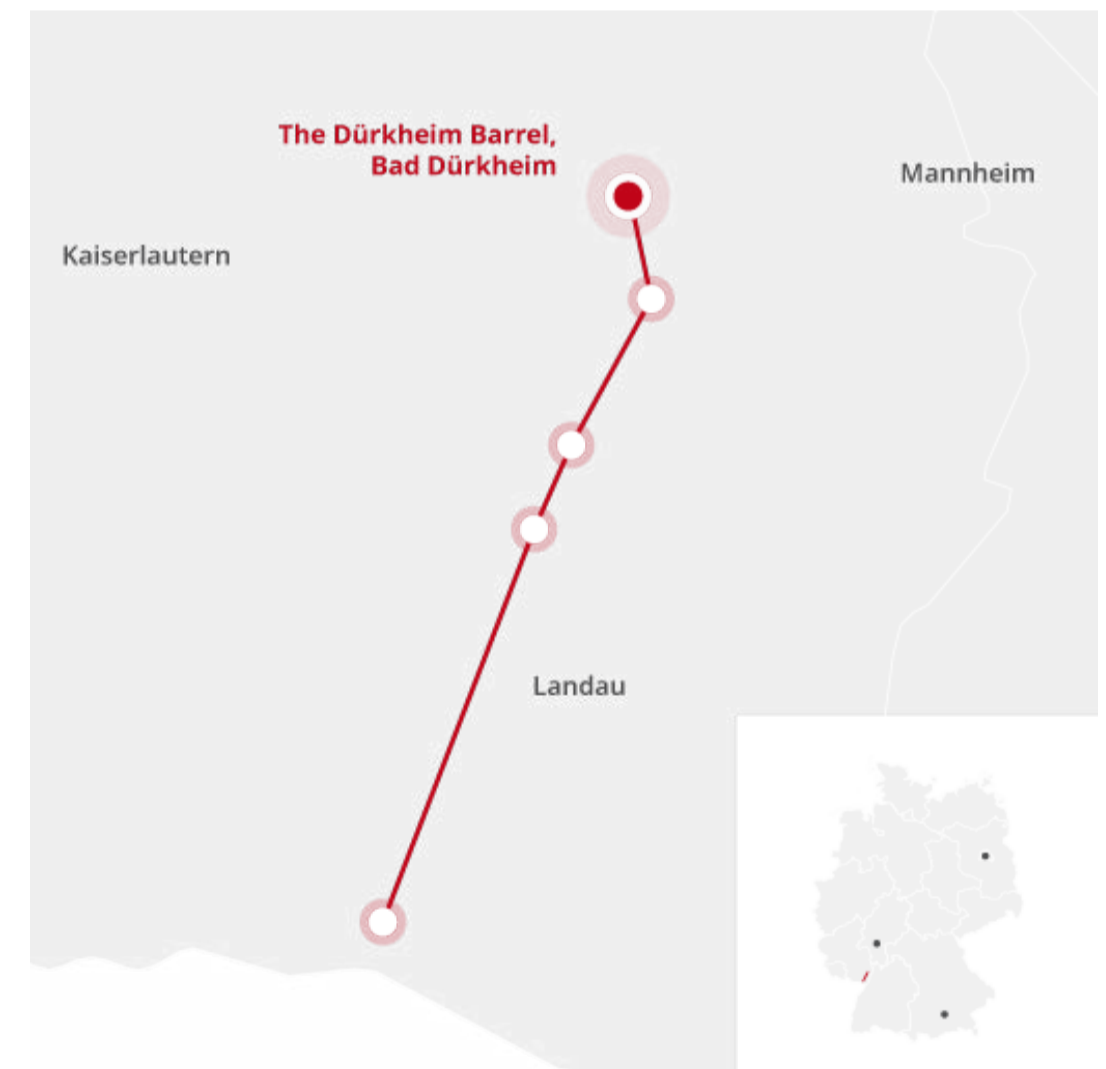 The Dürkheim Barrel,
Bad Dürkheim
Mannheim
Kaiserlautern
Landau